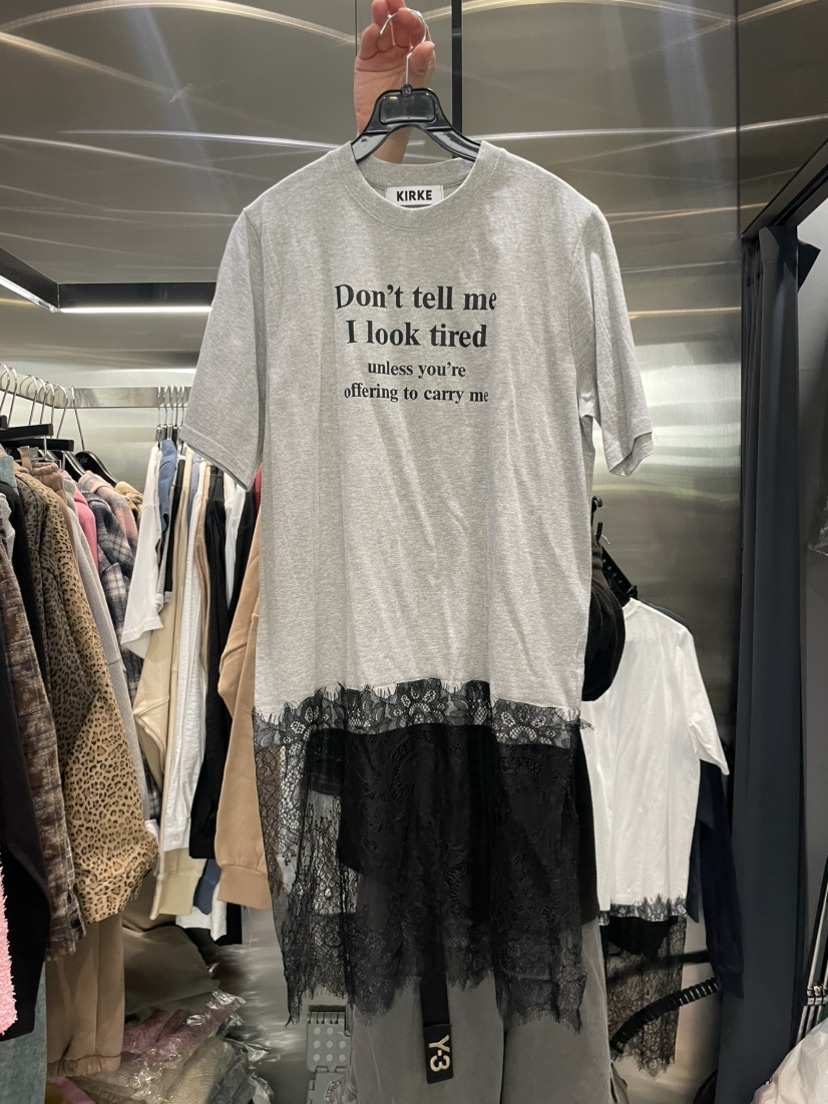 KIRKE
Don't tell me
I look tired
unless you're
offering to carry me
Y-3